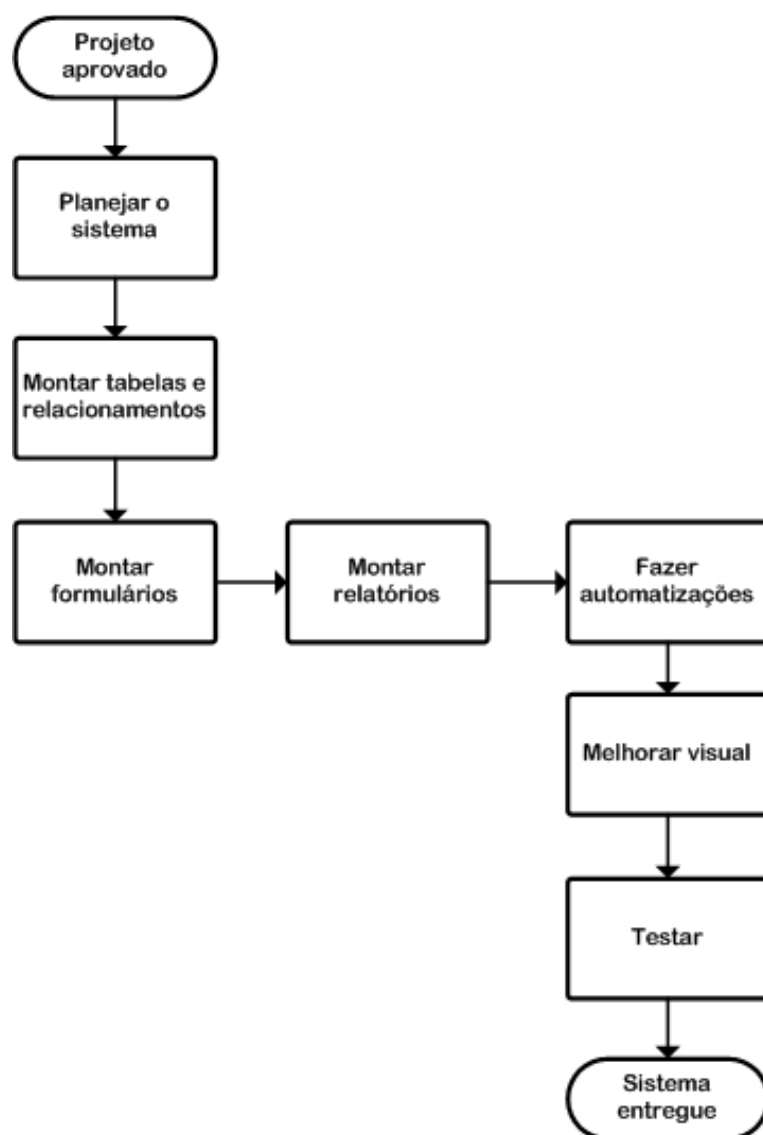 Projeto
aprovado
Planejar o
sistema
Montar tabelas e
relacionamentos
Montar
formulários
Montar
relatórios
Fazer
automatizações
Melhorar visual
Testar
Sistema
entregue